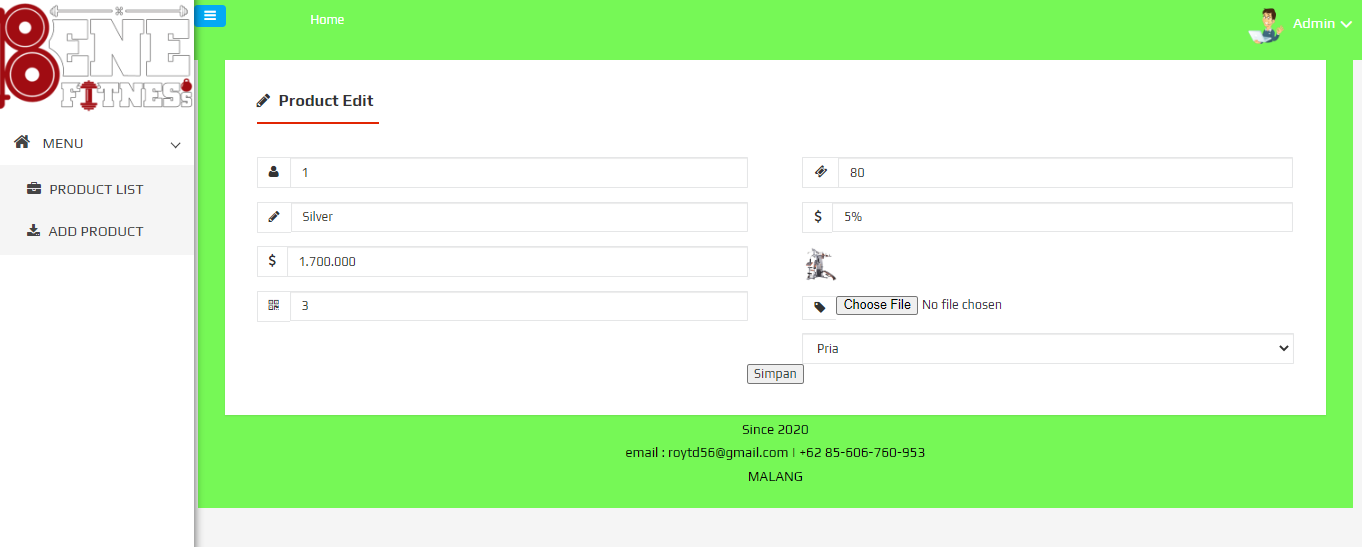 BENE
FITNESS
Home
Admin
MENU
PRODUCT LIST
ADD PRODUCT
Product Edit
1
Silver
1.700.000
3
80
5%
Choose File No file chosen
Pria
Simpan
Since 2020
email : roytd56@gmail.com | +62 85-606-760-953
MALANG